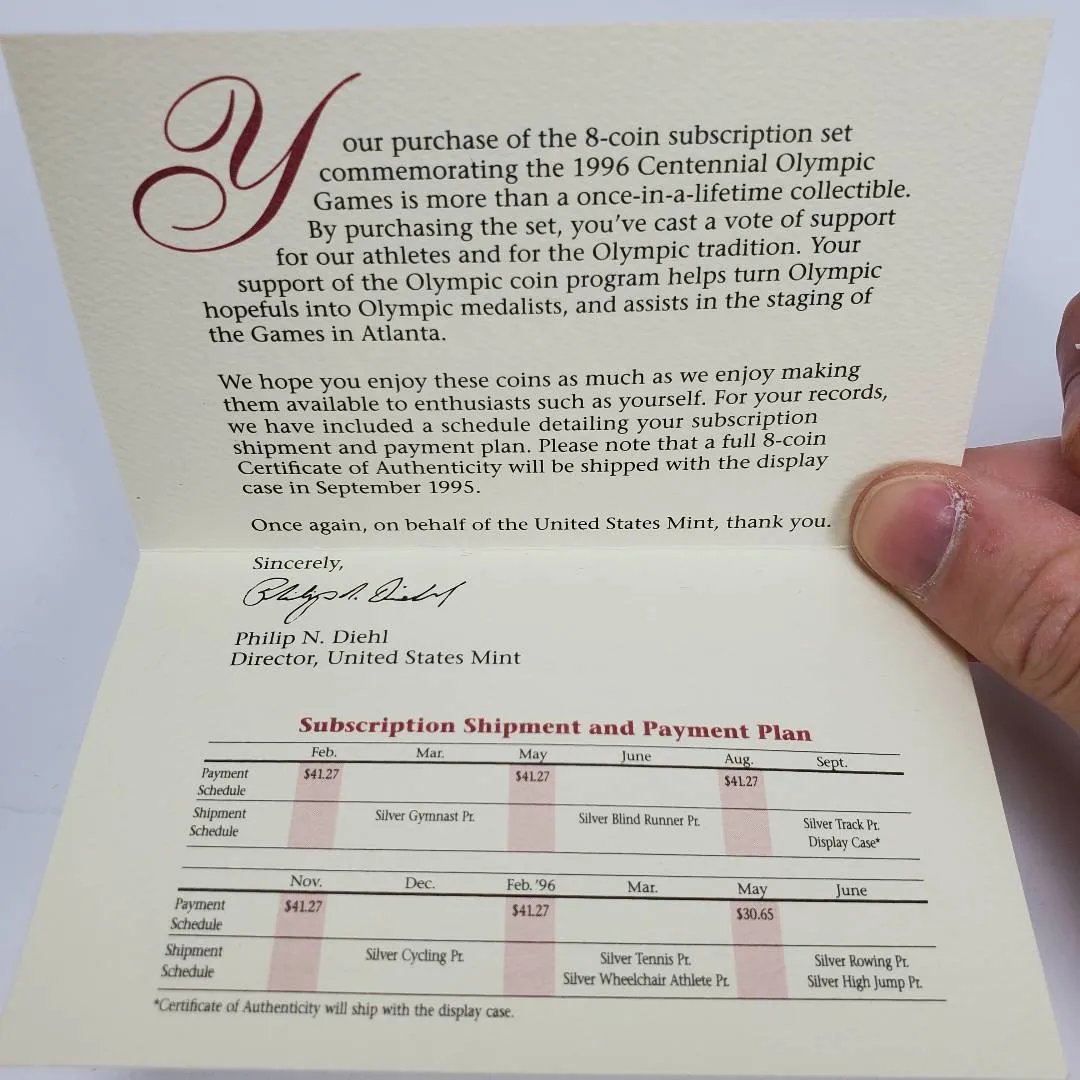 Your purchase of the 8-coin subscription set
commemorating the 1996 Centennial Olympic
Games is more than a once-in-a-lifetime collectible.
By purchasing the set, you've cast a vote of support
for our athletes and for the Olympic tradition. Your
support of the Olympic coin program helps turn Olympic
hopefuls into Olympic medalists, and assists in the staging of
the Games in Atlanta.
We hope you enjoy these coins as much as we enjoy making
them available to enthusiasts such as yourself. For your records,
we have included a schedule detailing your subscription
shipment and payment plan. Please note that a full 8-coin
Certificate of Authenticity will be shipped with the display
case in September 1995.
Once again, on behalf of the United States Mint, thank you.
Sincerely,
Philip N. Diehl
Philip N. Diehl
Director, United States Mint
Subscription Shipment and Payment Plan
Feb. Mar. May June Aug. Sept.
Payment Schedule $41.27 $41.27 $41.27
Shipment Schedule Silver Gymnast Pr. Silver Blind Runner Pr. Silver Track Pr.
Display Case*
Nov. Dec. Feb. '96 Mar. May June
Payment Schedule $41.27 $41.27 $30.65
Shipment Schedule Silver Cycling Pr. Silver Tennis Pr. Silver Rowing Pr.
Silver Wheelchair Athlete Pr. Silver High Jump Pr.
*Certificate of Authenticity will ship with the display case.